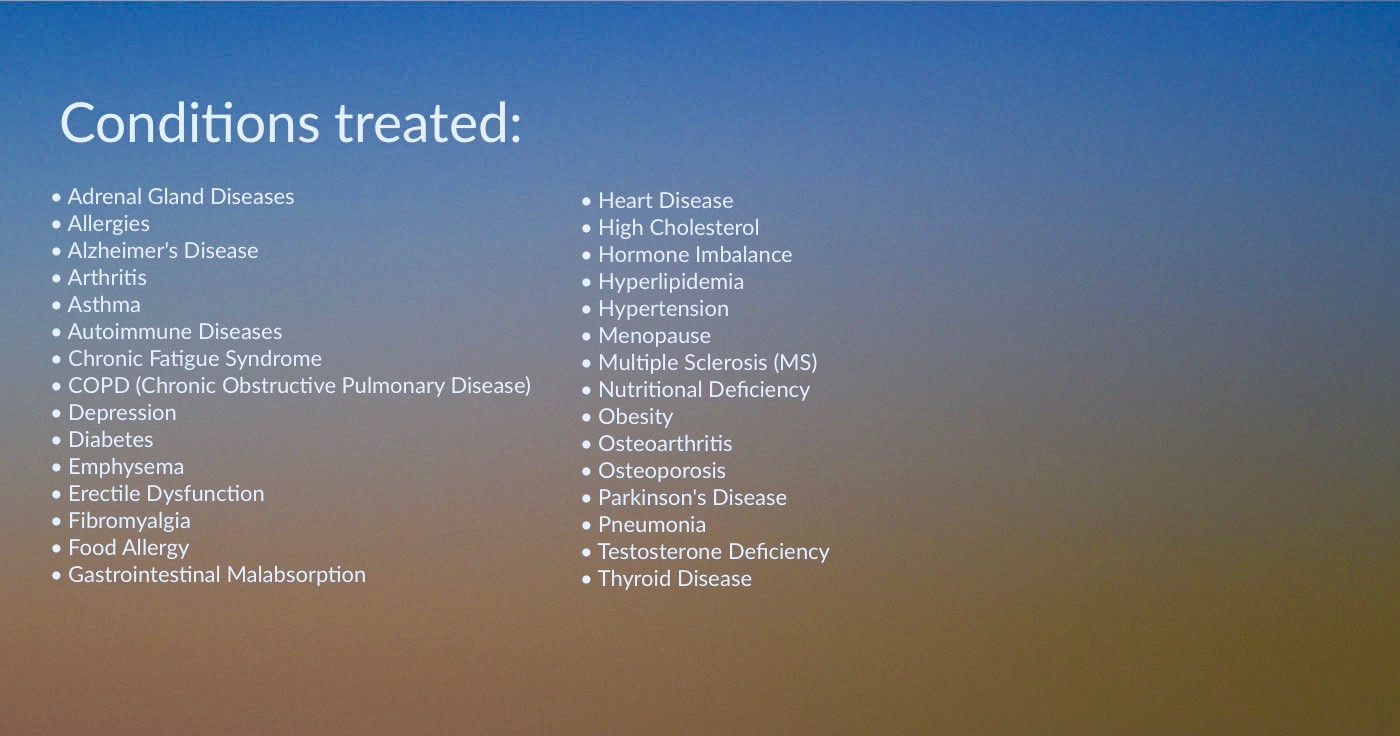 Conditions treated:
• Adrenal Gland Diseases
• Allergies
• Alzheimer's Disease
• Arthritis
• Asthma
• Autoimmune Diseases
• Chronic Fatigue Syndrome
• COPD (Chronic Obstructive Pulmonary Disease)
• Depression
• Diabetes
• Emphysema
• Erectile Dysfunction
• Fibromyalgia
• Food Allergy
• Gastrointestinal Malabsorption
• Heart Disease
• High Cholesterol
• Hormone Imbalance
• Hyperlipidemia
• Hypertension
• Menopause
• Multiple Sclerosis (MS)
• Nutritional Deficiency
• Obesity
• Osteoarthritis
• Osteoporosis
• Parkinson's Disease
• Pneumonia
• Testosterone Deficiency
• Thyroid Disease